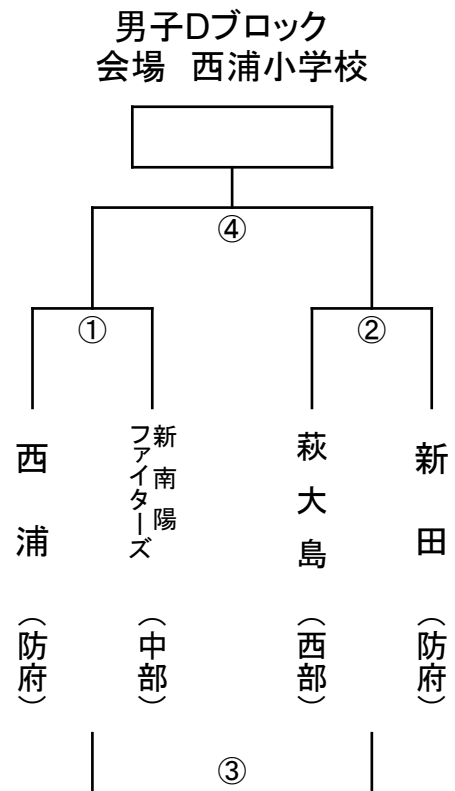 男子Dブロック
会場　西浦小学校
④
①
②
西浦（防府）
新南陽
ファイターズ
（中部）
萩大島（西部）
新田（防府）
③